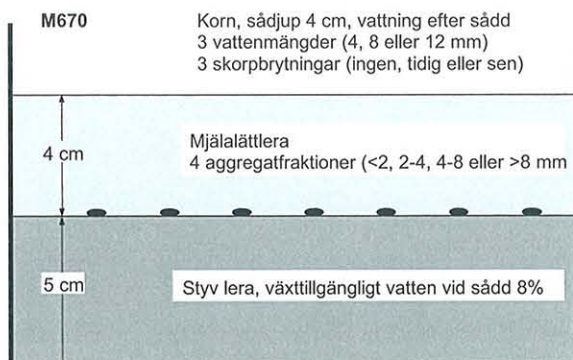 M670
Korn, sådjup 4 cm, vattning efter sådd
3 vattenmängder (4, 8 eller 12 mm)
3 skorpbrytningar (ingen, tidig eller sen)
4 cm
Mjälalättlera
4 aggregatfraktioner (<2, 2-4, 4-8 eller >8 mm
5 cm
Styv lera, växttillgängligt vatten vid sådd 8%